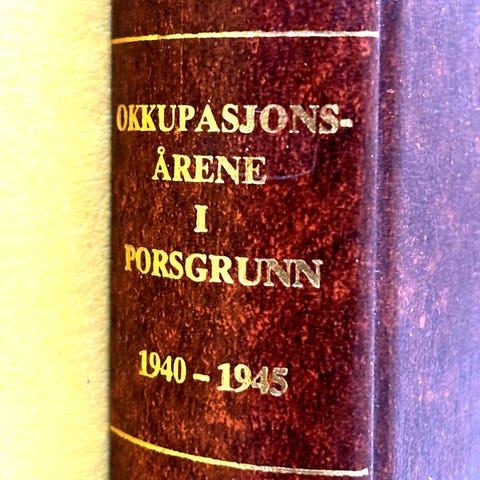 OKKUPASJONS-
ÅRENE
I
PORSGRUNN
1940 – 1945